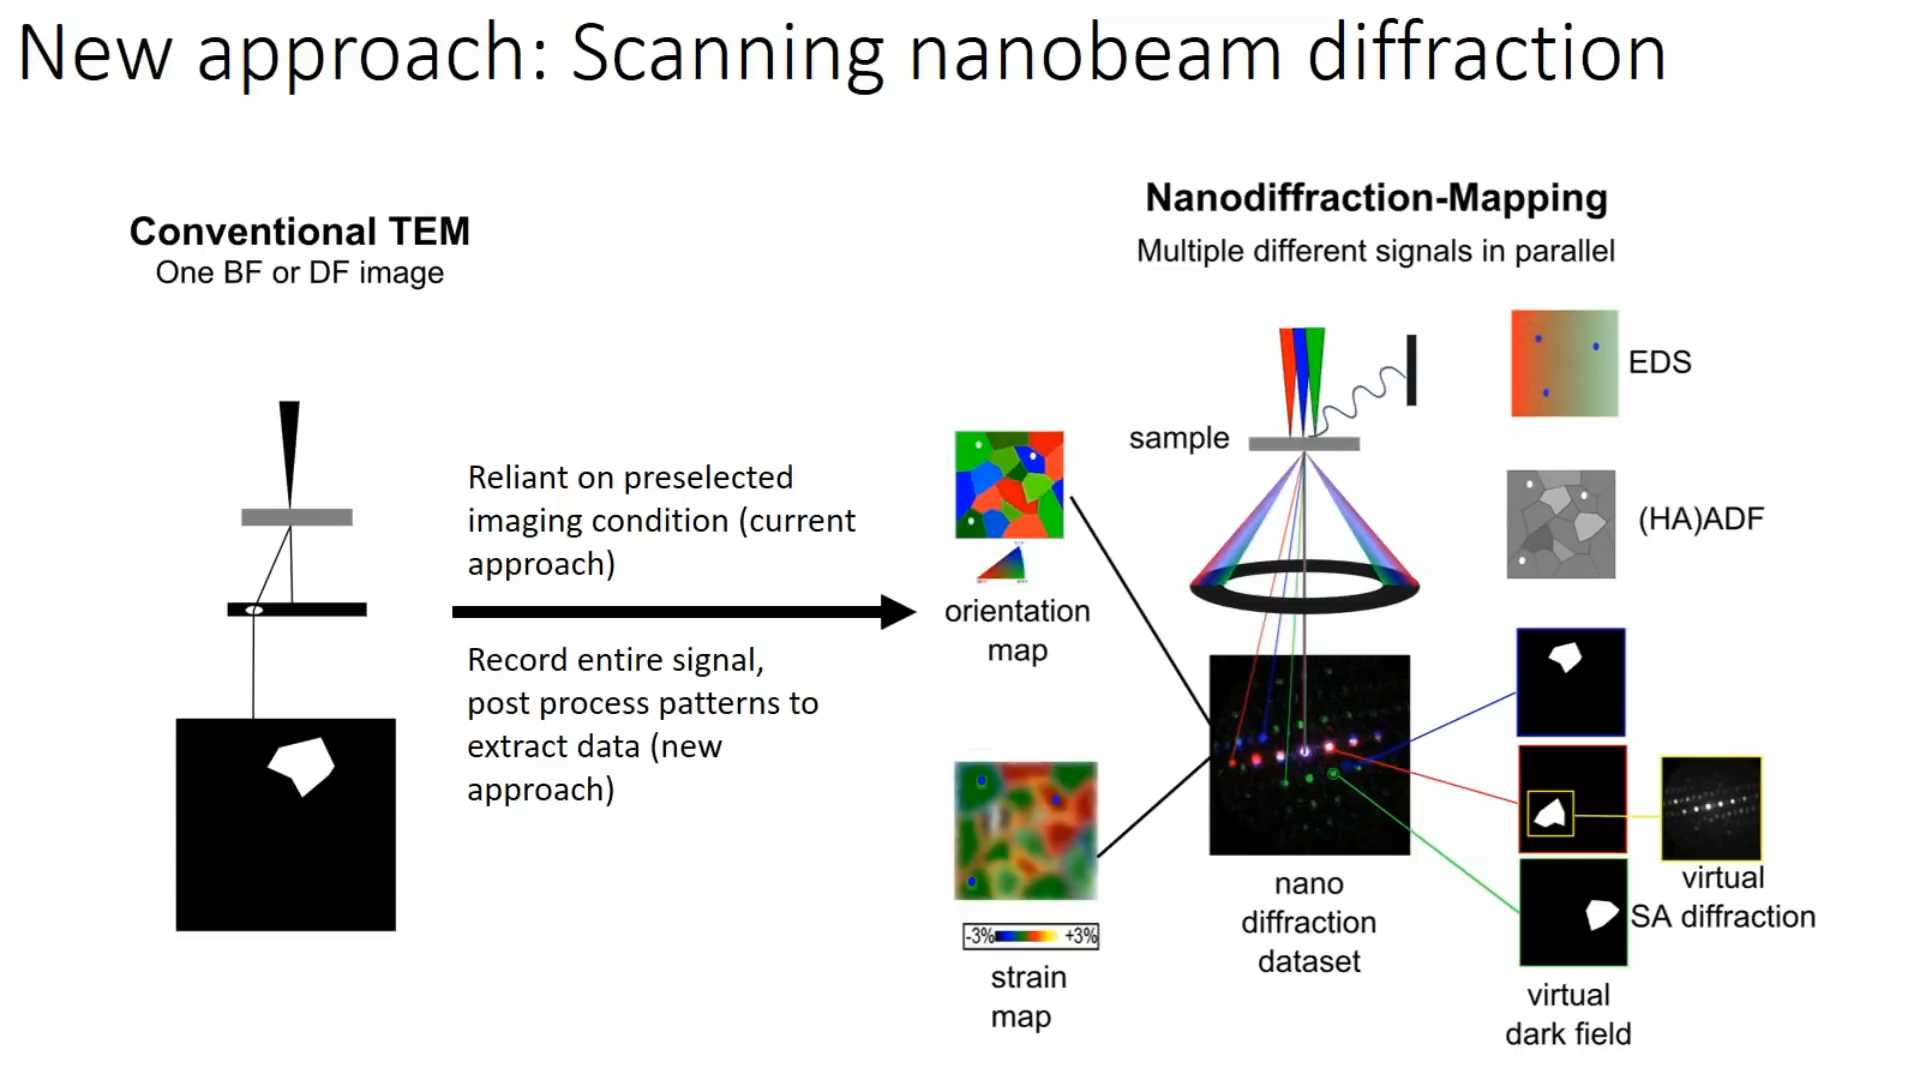 New approach: Scanning nanobeam diffraction
Conventional TEM
One BF or DF image
Reliant on preselected
imaging condition (current
approach)
Record entire signal,
post process patterns to
extract data (new
approach)
Nanodiffraction-Mapping
Multiple different signals in parallel
sample
EDS
(HA)ADF
orientation
map
-3%
+3%
strain
map
nano
diffraction
dataset
virtual
SA diffraction
virtual
dark field